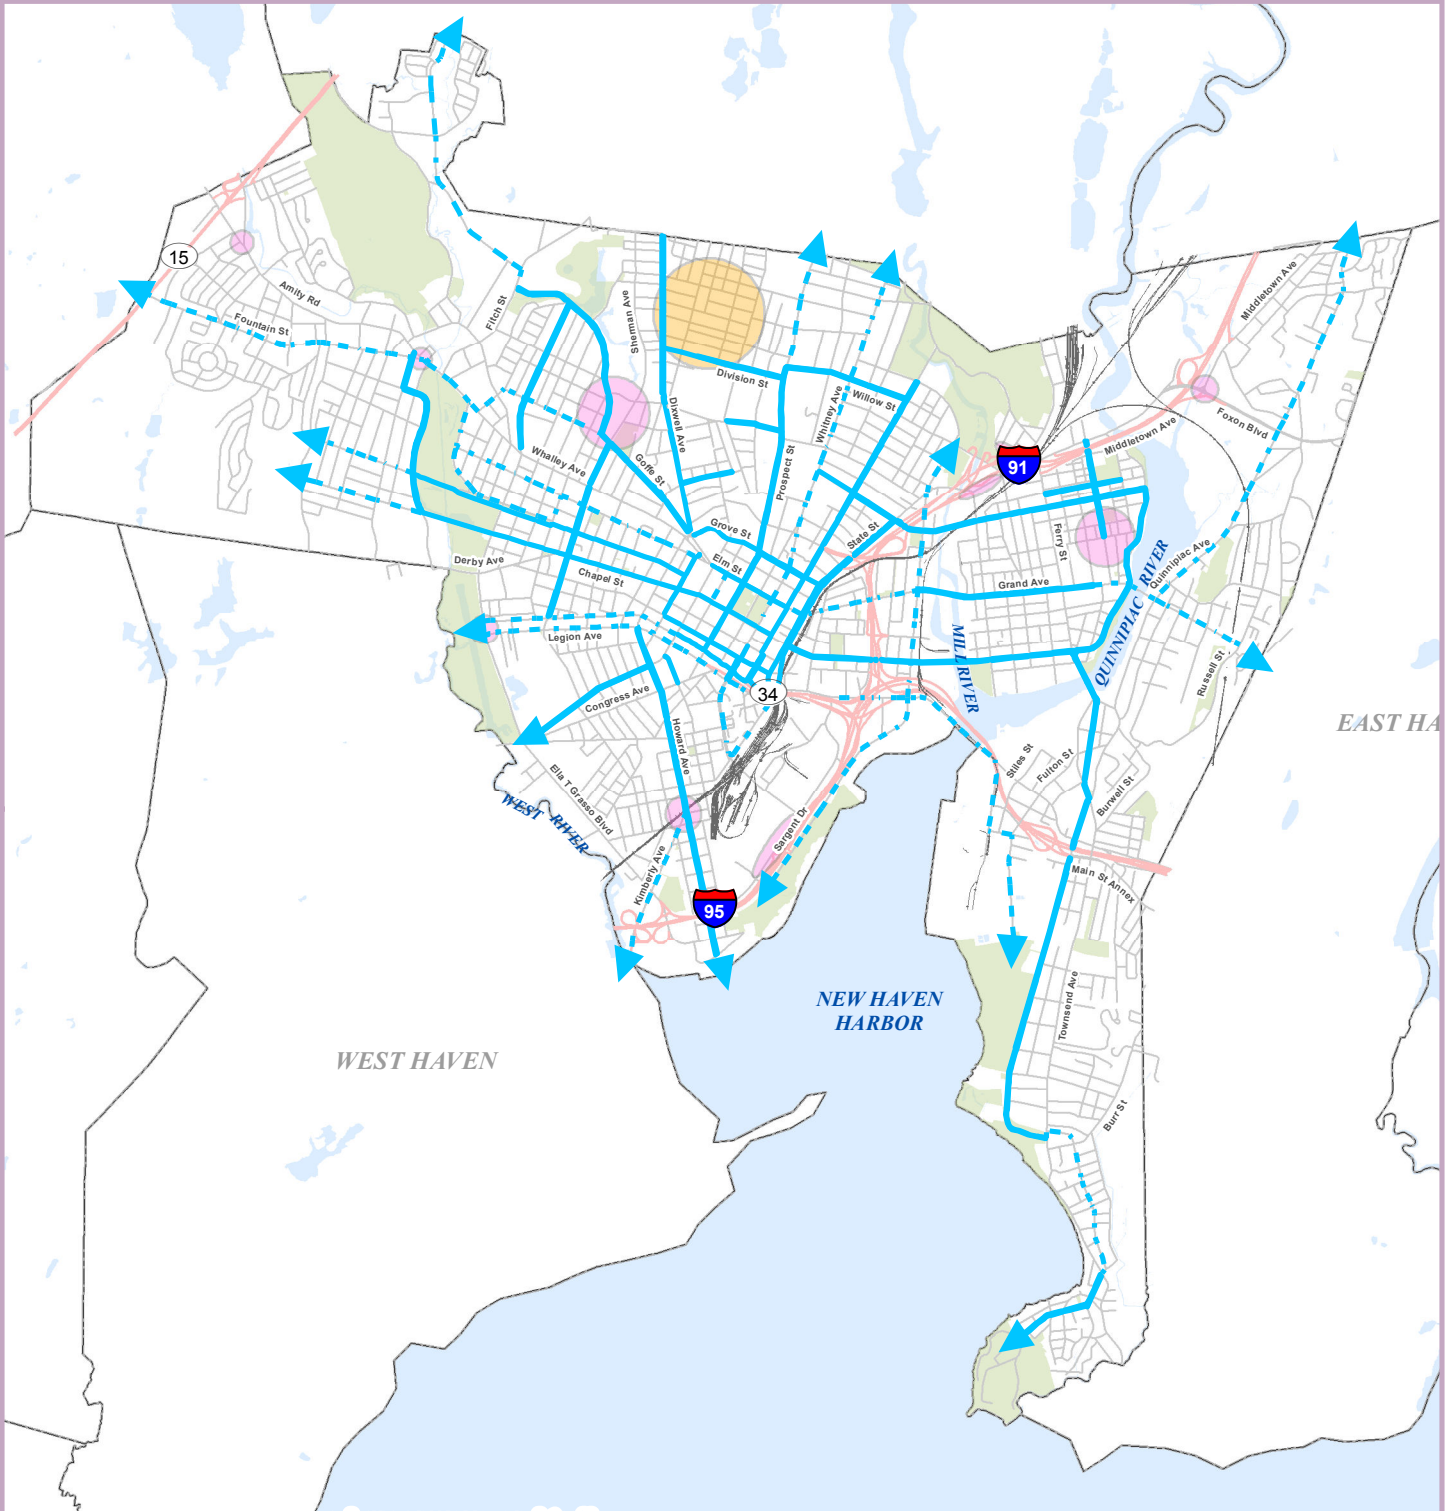 15
Amity Rd
Fountain St
Fitch St
Sherman Ave
Division St
Dixwell Ave
Whitney Ave
Willow St
Prospect St
Whalley Ave
Goffe St
Grove St
Elm St
State St
91
Middletown Ave
Middletown Ave
Foxon Blvd
Ferry St
Grand Ave
Quinnipiac Ave
QUINNIPIAC RIVER
MILL RIVER
Russell St
Derby Ave
Chapel St
Legion Ave
Congress Ave
34
Howard Ave
Ella T Grasso Blvd
WEST RIVER
Kimberly Ave
Sargent Dr
95
Stiles St
Fulton St
Burwell St
Main St Annex
EAST HA
Townsend Ave
Burr St
NEW HAVEN
HARBOR
WEST HAVEN